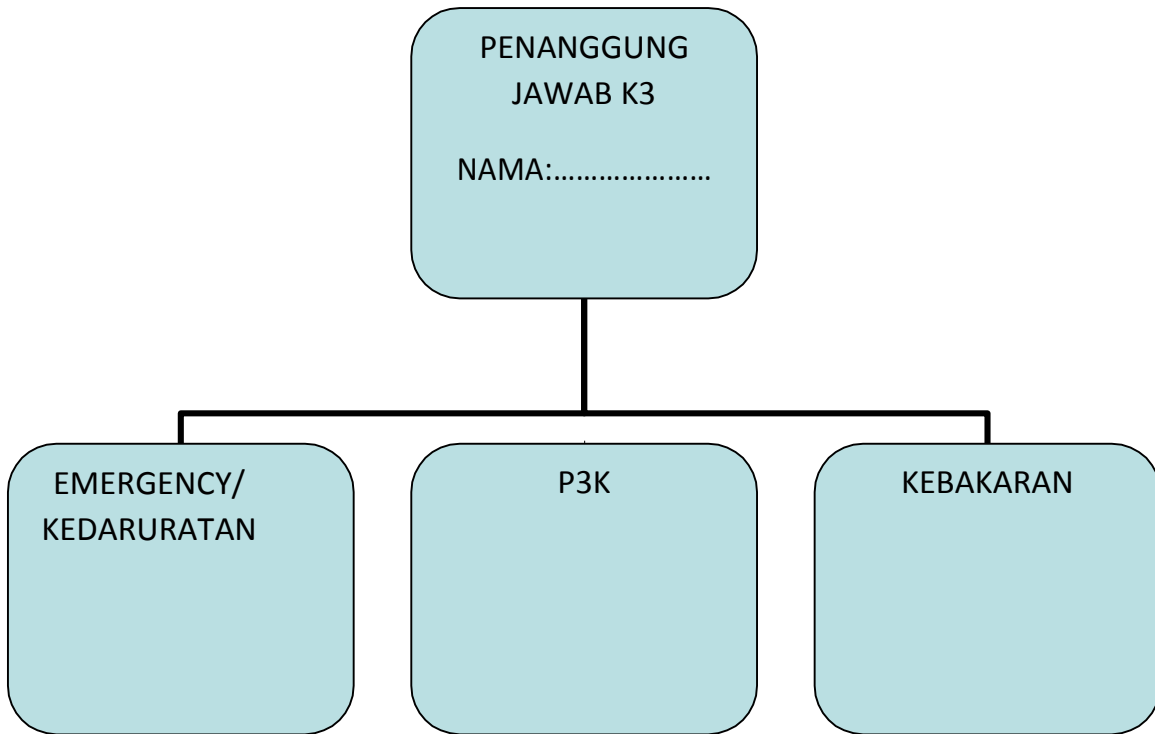 PENANGGUNG
JAWAB K3
NAMA:…………………
EMERGENCY/
KEDARURATAN
P3K
KEBAKARAN